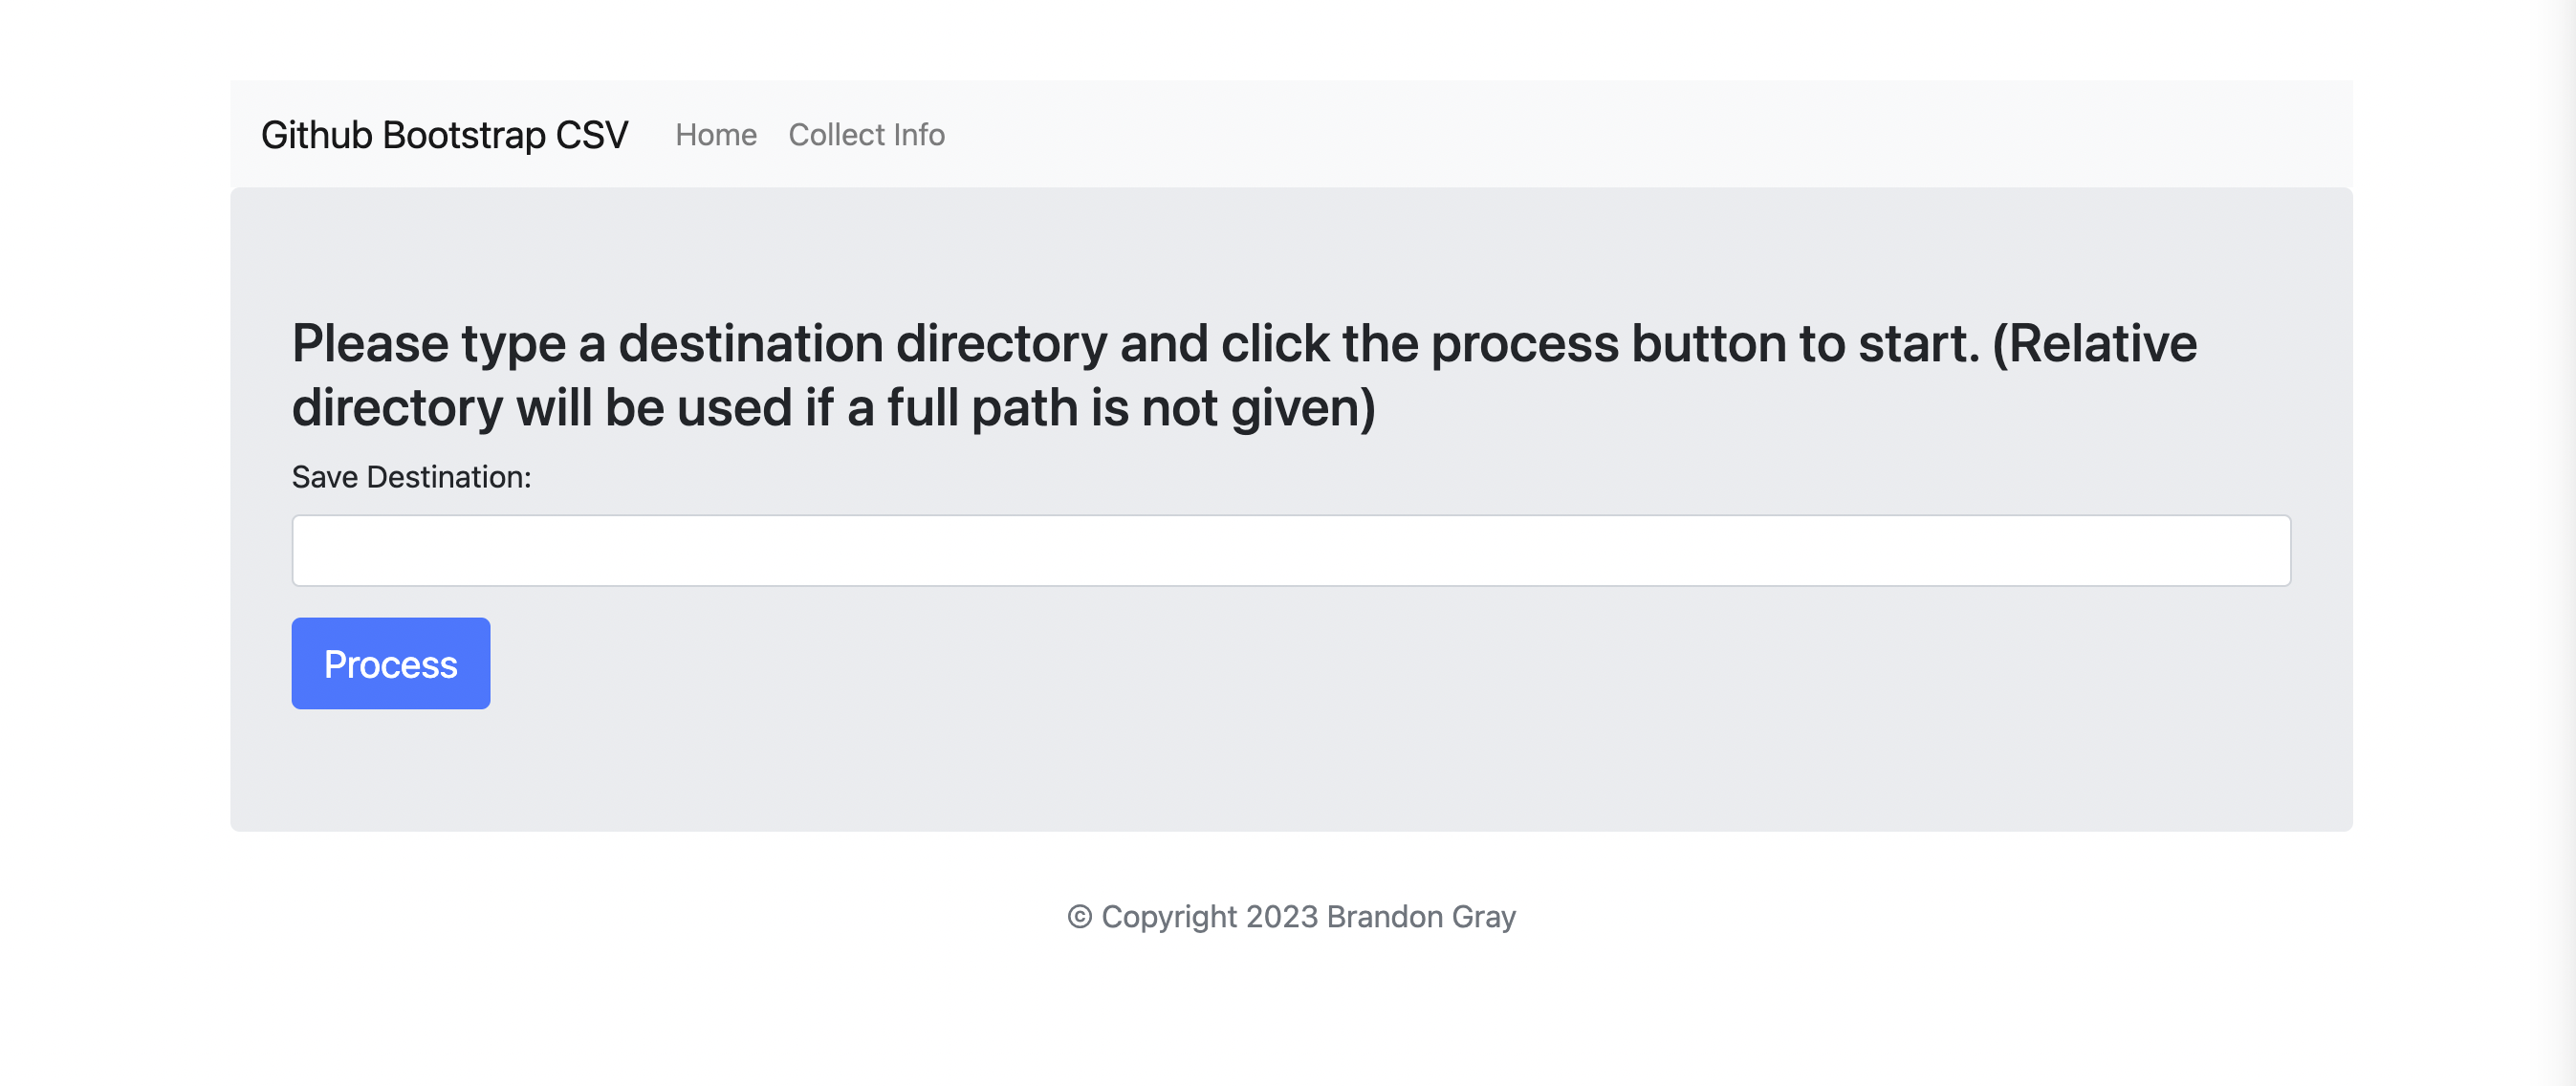 Github Bootstrap CSV Home Collect Info
Please type a destination directory and click the process button to start. (Relative
directory will be used if a full path is not given)
Save Destination:
Process
© Copyright 2023 Brandon Gray